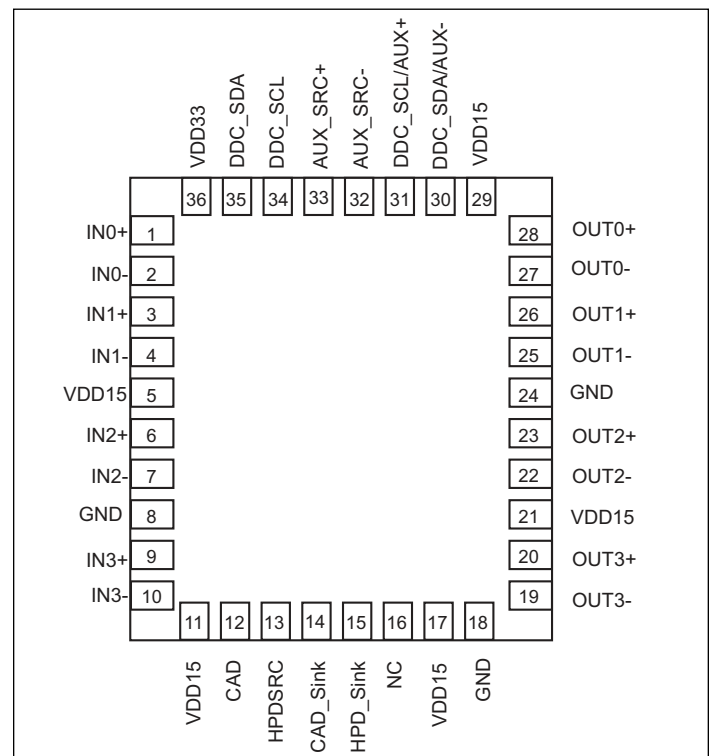 VDD33
DDC_SDA
DDC_SCL
AUX_SRC+
AUX_SRC-
DDC_SCL/AUX+
DDC_SDA/AUX-
VDD15
36 35 34 33 32 31 30 29
IN0+ 1 28 OUT0+
IN0- 2 27 OUT0-
IN1+ 3 26 OUT1+
IN1- 4 25 OUT1-
VDD15 5 24 GND
IN2+ 6 23 OUT2+
IN2- 7 22 OUT2-
GND 8 21 VDD15
IN3+ 9 20 OUT3+
IN3- 10 19 OUT3-
11 12 13 14 15 16 17 18
VDD15
CAD
HPDSRC
CAD_Sink
HPD_Sink
NC
VDD15
GND